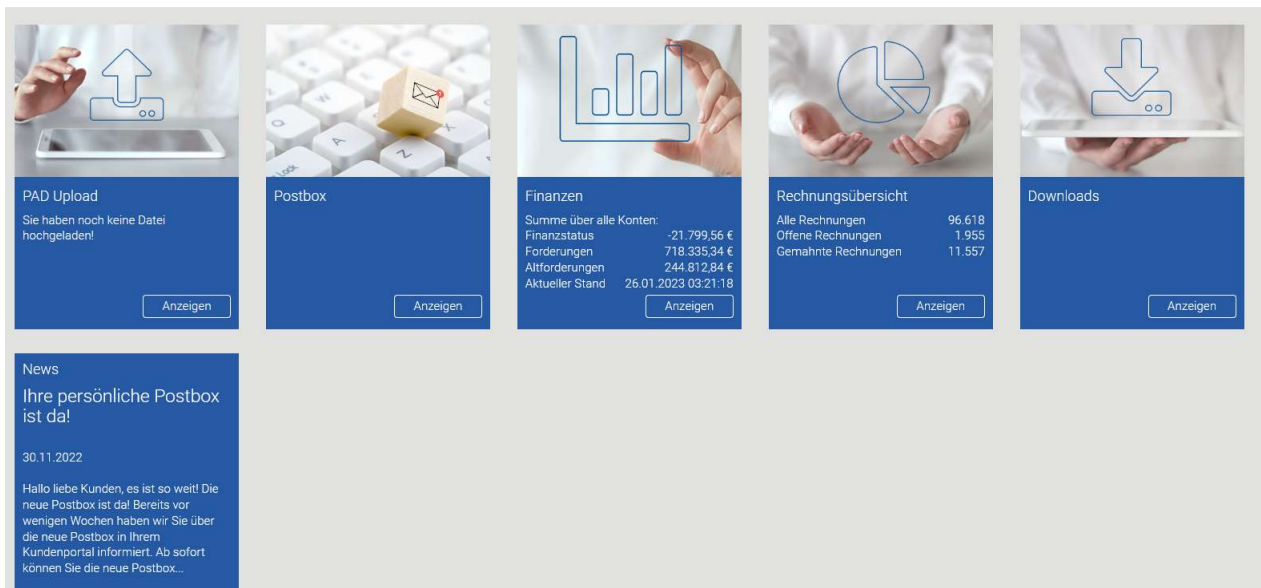 PAD Upload
Sie haben noch keine Datei
hochgeladen!
Anzeigen
Postbox
Anzeigen
Finanzen
Summe über alle Konten:
Finanzstatus -21.799,56 €
Forderungen 718.335,34 €
Altforderungen 244.812,84 €
Aktueller Stand 26.01.2023 03:21:18
Anzeigen
Rechnungsübersicht
Alle Rechnungen 96.618
Offene Rechnungen 1.955
Gemahnte Rechnungen 11.557
Anzeigen
Downloads
Anzeigen
News
Ihre persönliche Postbox
ist da!
30.11.2022
Hallo liebe Kunden, es ist so weit! Die
neue Postbox ist da! Bereits vor
wenigen Wochen haben wir Sie über
die neue Postbox in Ihrem
Kundenportal informiert. Ab sofort
können Sie die neue Postbox...